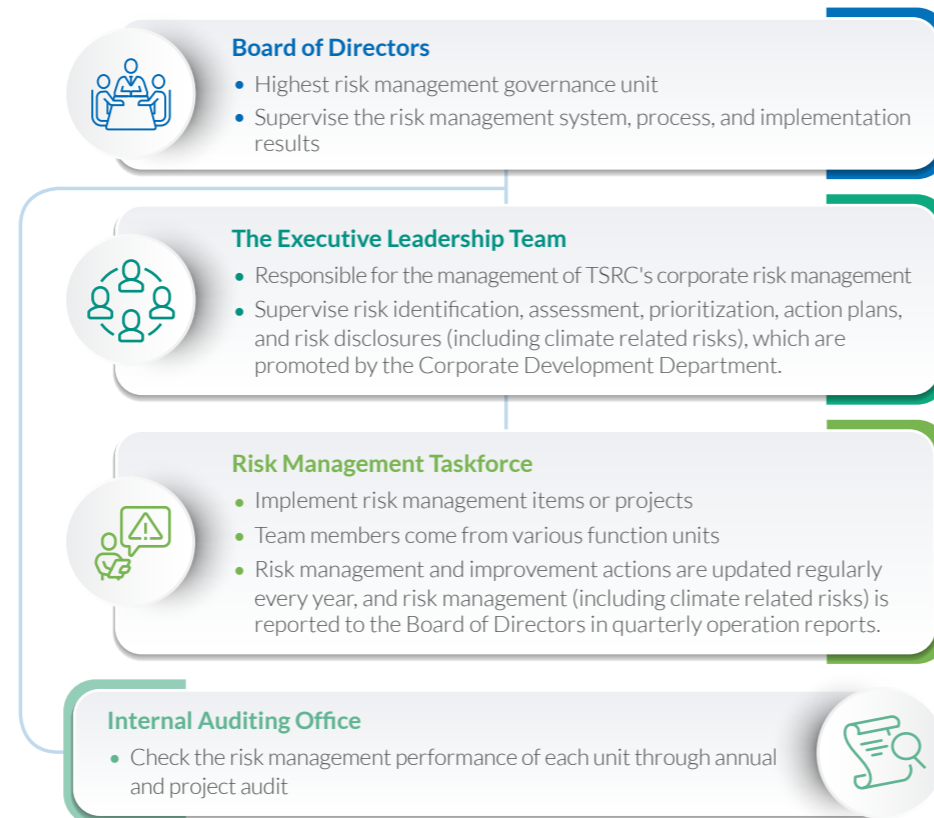 Board of Directors
• Highest risk management governance unit
• Supervise the risk management system, process, and implementation
results
The Executive Leadership Team
• Responsible for the management of TSRC's corporate risk management
• Supervise risk identification, assessment, prioritization, action plans,
and risk disclosures (including climate related risks), which are
promoted by the Corporate Development Department.
Risk Management Taskforce
• Implement risk management items or projects
• Team members come from various function units
• Risk management and improvement actions are updated regularly
every year, and risk management (including climate related risks) is
reported to the Board of Directors in quarterly operation reports.
Internal Auditing Office
• Check the risk management performance of each unit through annual
and project audit